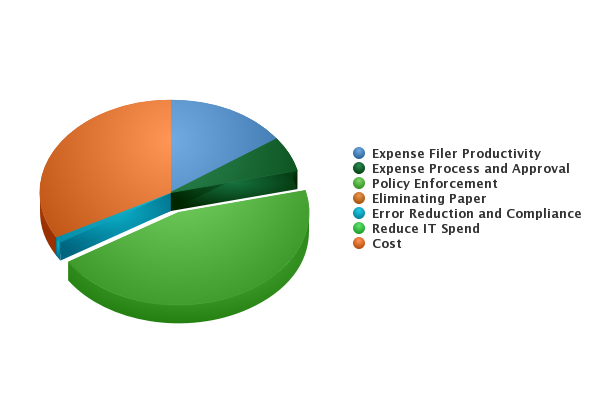 Expense Filer Productivity
Expense Process and Approval
Policy Enforcement
Eliminating Paper
Error Reduction and Compliance
Reduce IT Spend
Cost